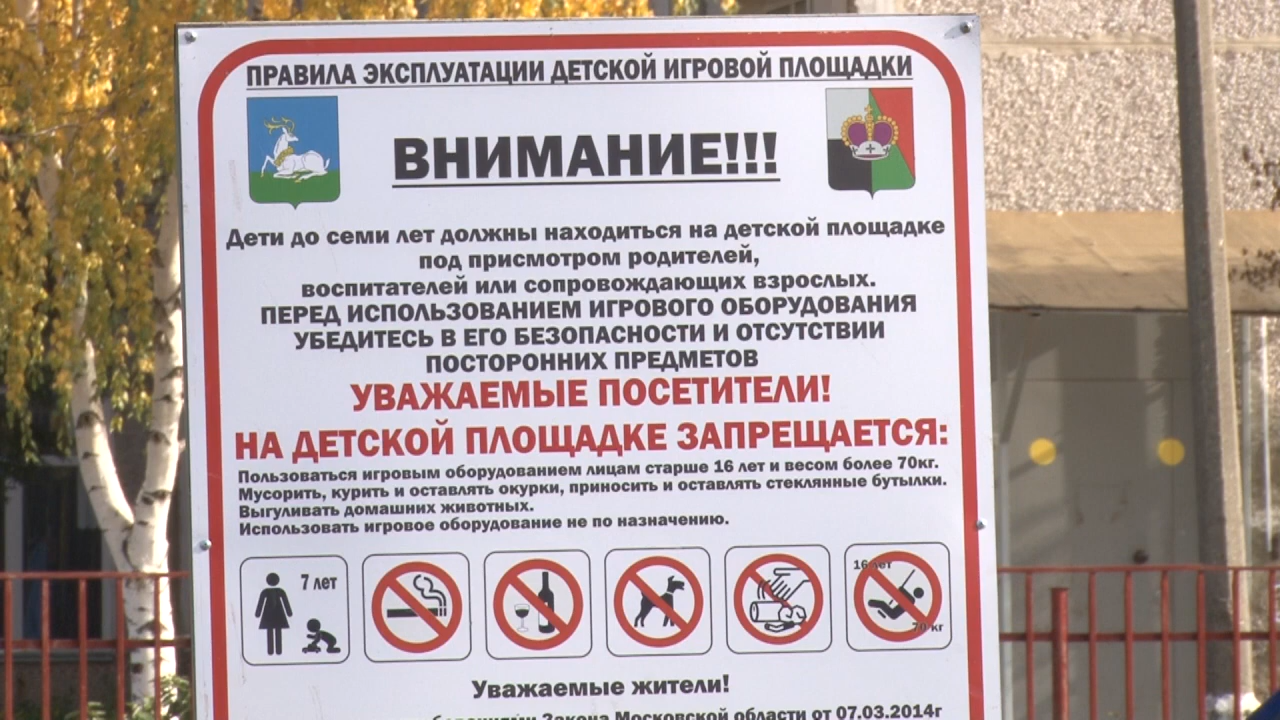 ПРАВИЛА ЭКСПЛУАТАЦИИ ДЕТСКОЙ ИГРОВОЙ ПЛОЩАДКИ
ВНИМАНИЕ!!!
Дети до семи лет должны находиться на детской площадке
под присмотром родителей,
воспитателей или сопровождающих взрослых.
ПЕРЕД ИСПОЛЬЗОВАНИЕМ ИГРОВОГО ОБОРУДОВАНИЯ
УБЕДИТЕСЬ В ЕГО БЕЗОПАСНОСТИ И ОТСУТСТВИИ
ПОСТОРОННИХ ПРЕДМЕТОВ
УВАЖАЕМЫЕ ПОСЕТИТЕЛИ!
НА ДЕТСКОЙ ПЛОЩАДКЕ ЗАПРЕЩАЕТСЯ:
Пользоваться игровым оборудованием лицам старше 16 лет и весом более 70кг.
Мусорить, курить и оставлять окурки, приносить и оставлять стеклянные бутылки.
Выгуливать домашних животных.
Использовать игровое оборудование не по назначению.
7 лет
16 лет
70 кг
Уважаемые жители!
Закона Московской области от 07.03.2014г